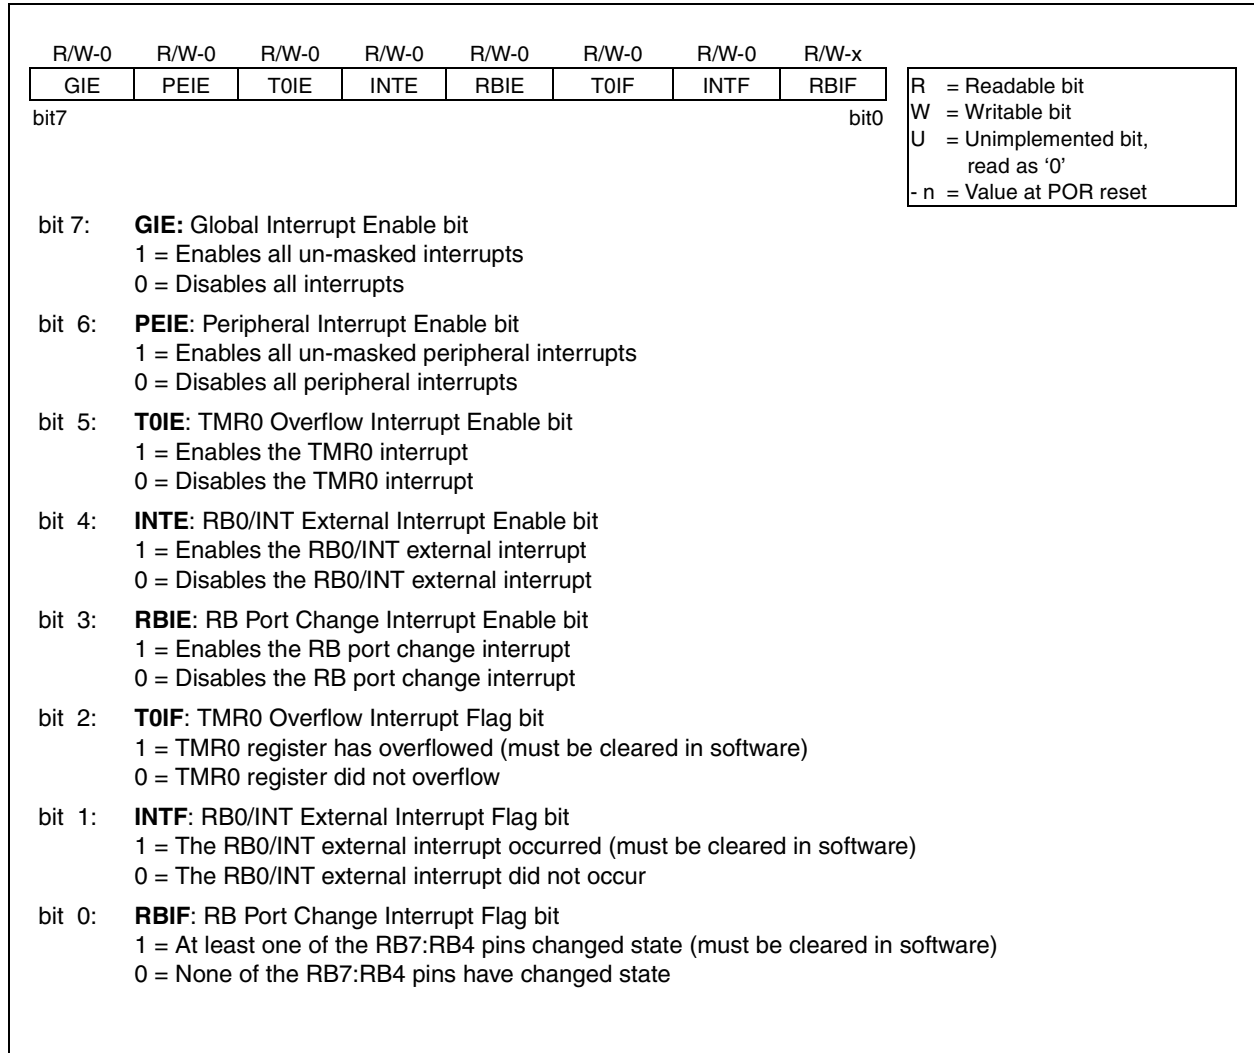 R/W-0 R/W-0 R/W-0 R/W-0 R/W-0 R/W-0 R/W-0 R/W-x
GIE PEIE T0IE INTE RBIE T0IF INTF RBIF
bit7 bit0
R = Readable bit
W = Writable bit
U = Unimplemented bit,
read as ‘0’
- n = Value at POR reset
bit 7: GIE: Global Interrupt Enable bit
1 = Enables all un-masked interrupts
0 = Disables all interrupts
bit 6: PEIE: Peripheral Interrupt Enable bit
1 = Enables all un-masked peripheral interrupts
0 = Disables all peripheral interrupts
bit 5: T0IE: TMR0 Overflow Interrupt Enable bit
1 = Enables the TMR0 interrupt
0 = Disables the TMR0 interrupt
bit 4: INTE: RB0/INT External Interrupt Enable bit
1 = Enables the RB0/INT external interrupt
0 = Disables the RB0/INT external interrupt
bit 3: RBIE: RB Port Change Interrupt Enable bit
1 = Enables the RB port change interrupt
0 = Disables the RB port change interrupt
bit 2: T0IF: TMR0 Overflow Interrupt Flag bit
1 = TMR0 register has overflowed (must be cleared in software)
0 = TMR0 register did not overflow
bit 1: INTF: RB0/INT External Interrupt Flag bit
1 = The RB0/INT external interrupt occurred (must be cleared in software)
0 = The RB0/INT external interrupt did not occur
bit 0: RBIF: RB Port Change Interrupt Flag bit
1 = At least one of the RB7:RB4 pins changed state (must be cleared in software)
0 = None of the RB7:RB4 pins have changed state